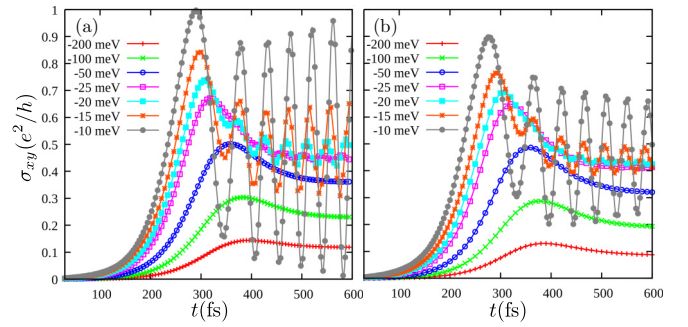 (a)
(b)
1
0.9
0.8
0.7
0.6
0.5
0.4
0.3
0.2
0.1
0
σxy(e²/h)
-200 meV
-100 meV
-50 meV
-25 meV
-20 meV
-15 meV
-10 meV
-200 meV
-100 meV
-50 meV
-25 meV
-20 meV
-15 meV
-10 meV
100 200 300 400 500 600
100 200 300 400 500 600
t(fs)
t(fs)